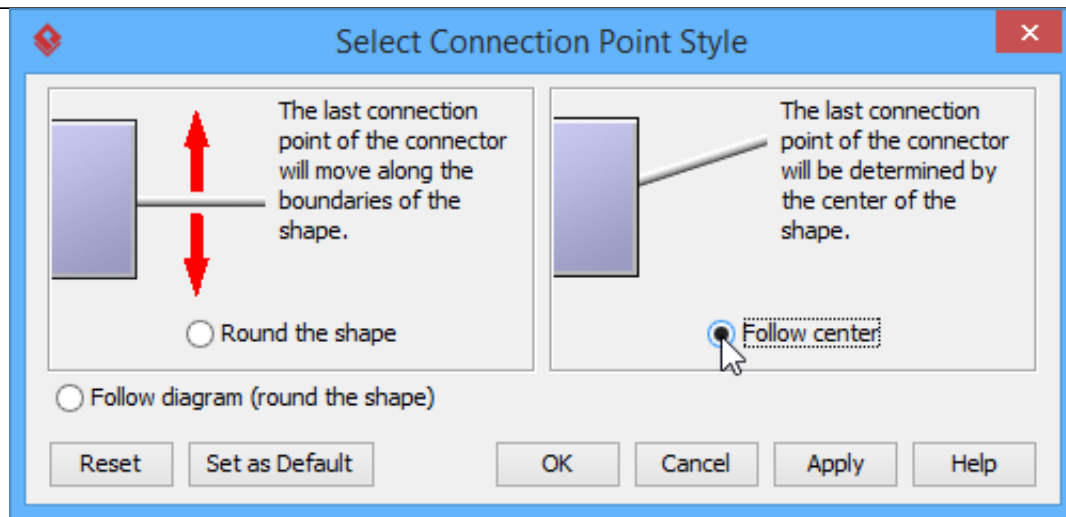 Select Connection Point Style
The last connection
point of the connector
will move along the
boundaries of the
shape.
Round the shape
The last connection
point of the connector
will be determined by
the center of the
shape.
Follow center
Follow diagram (round the shape)
Reset
Set as Default
OK
Cancel
Apply
Help